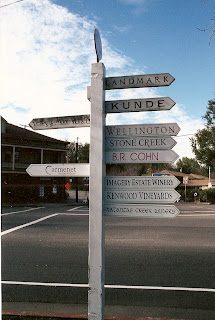 LANDMARK
KUNDE
WELLINGTON
STONE CREEK
B.R. COHN
Carmenet
IMAGERY ESTATE WINERY
KENWOOD VINEYARDS